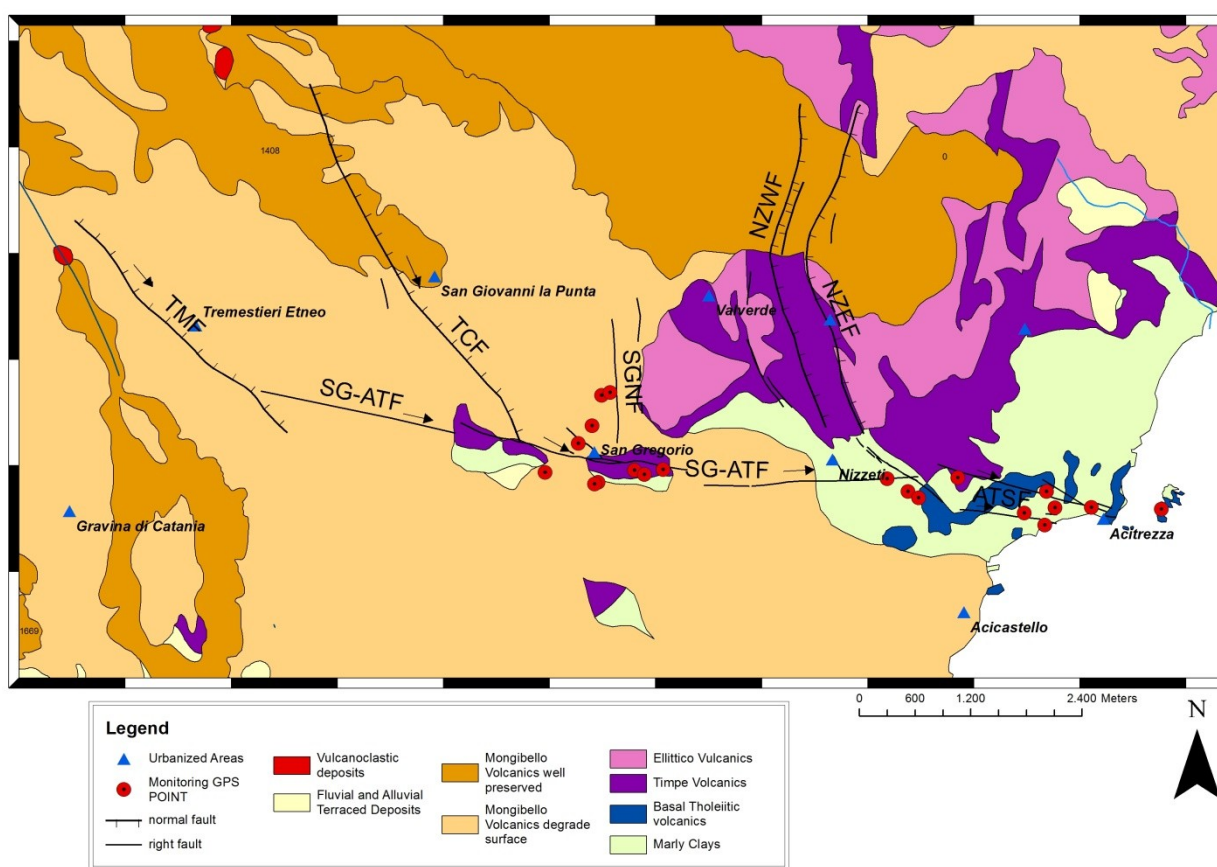 1408
0
NZWF
San Giovanni la Punta
Valverde
TMF
Tremestieri Etneo
TCF
NZEF
SG-ATF
SGNF
San Gregorio
SG-ATF
Nizzeti
ATSF
Gravina di Catania
Acitrezza
1669
Acicastello
0 600 1.200 2.400 Meters
N
Legend
Urbanized Areas
Monitoring GPS
POINT
normal fault
right fault
Vulcanoclastic
deposits
Fluvial and Alluvial
Terraced Deposits
Mongibello
Volcanics well
preserved
Mongibello
Volcanics degrade
surface
Ellittico Vulcanics
Timpe Volcanics
Basal Tholeiitic
volcanics
Marly Clays